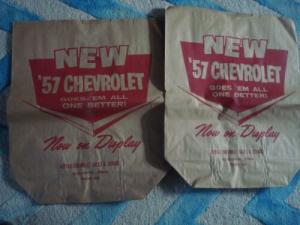 NEW
'57 CHEVROLET
GOES 'EM ALL
ONE BETTER!
Now on Display
NEW
'57 CHEVROLET
GOES 'EM ALL
ONE BETTER!
Now on Display